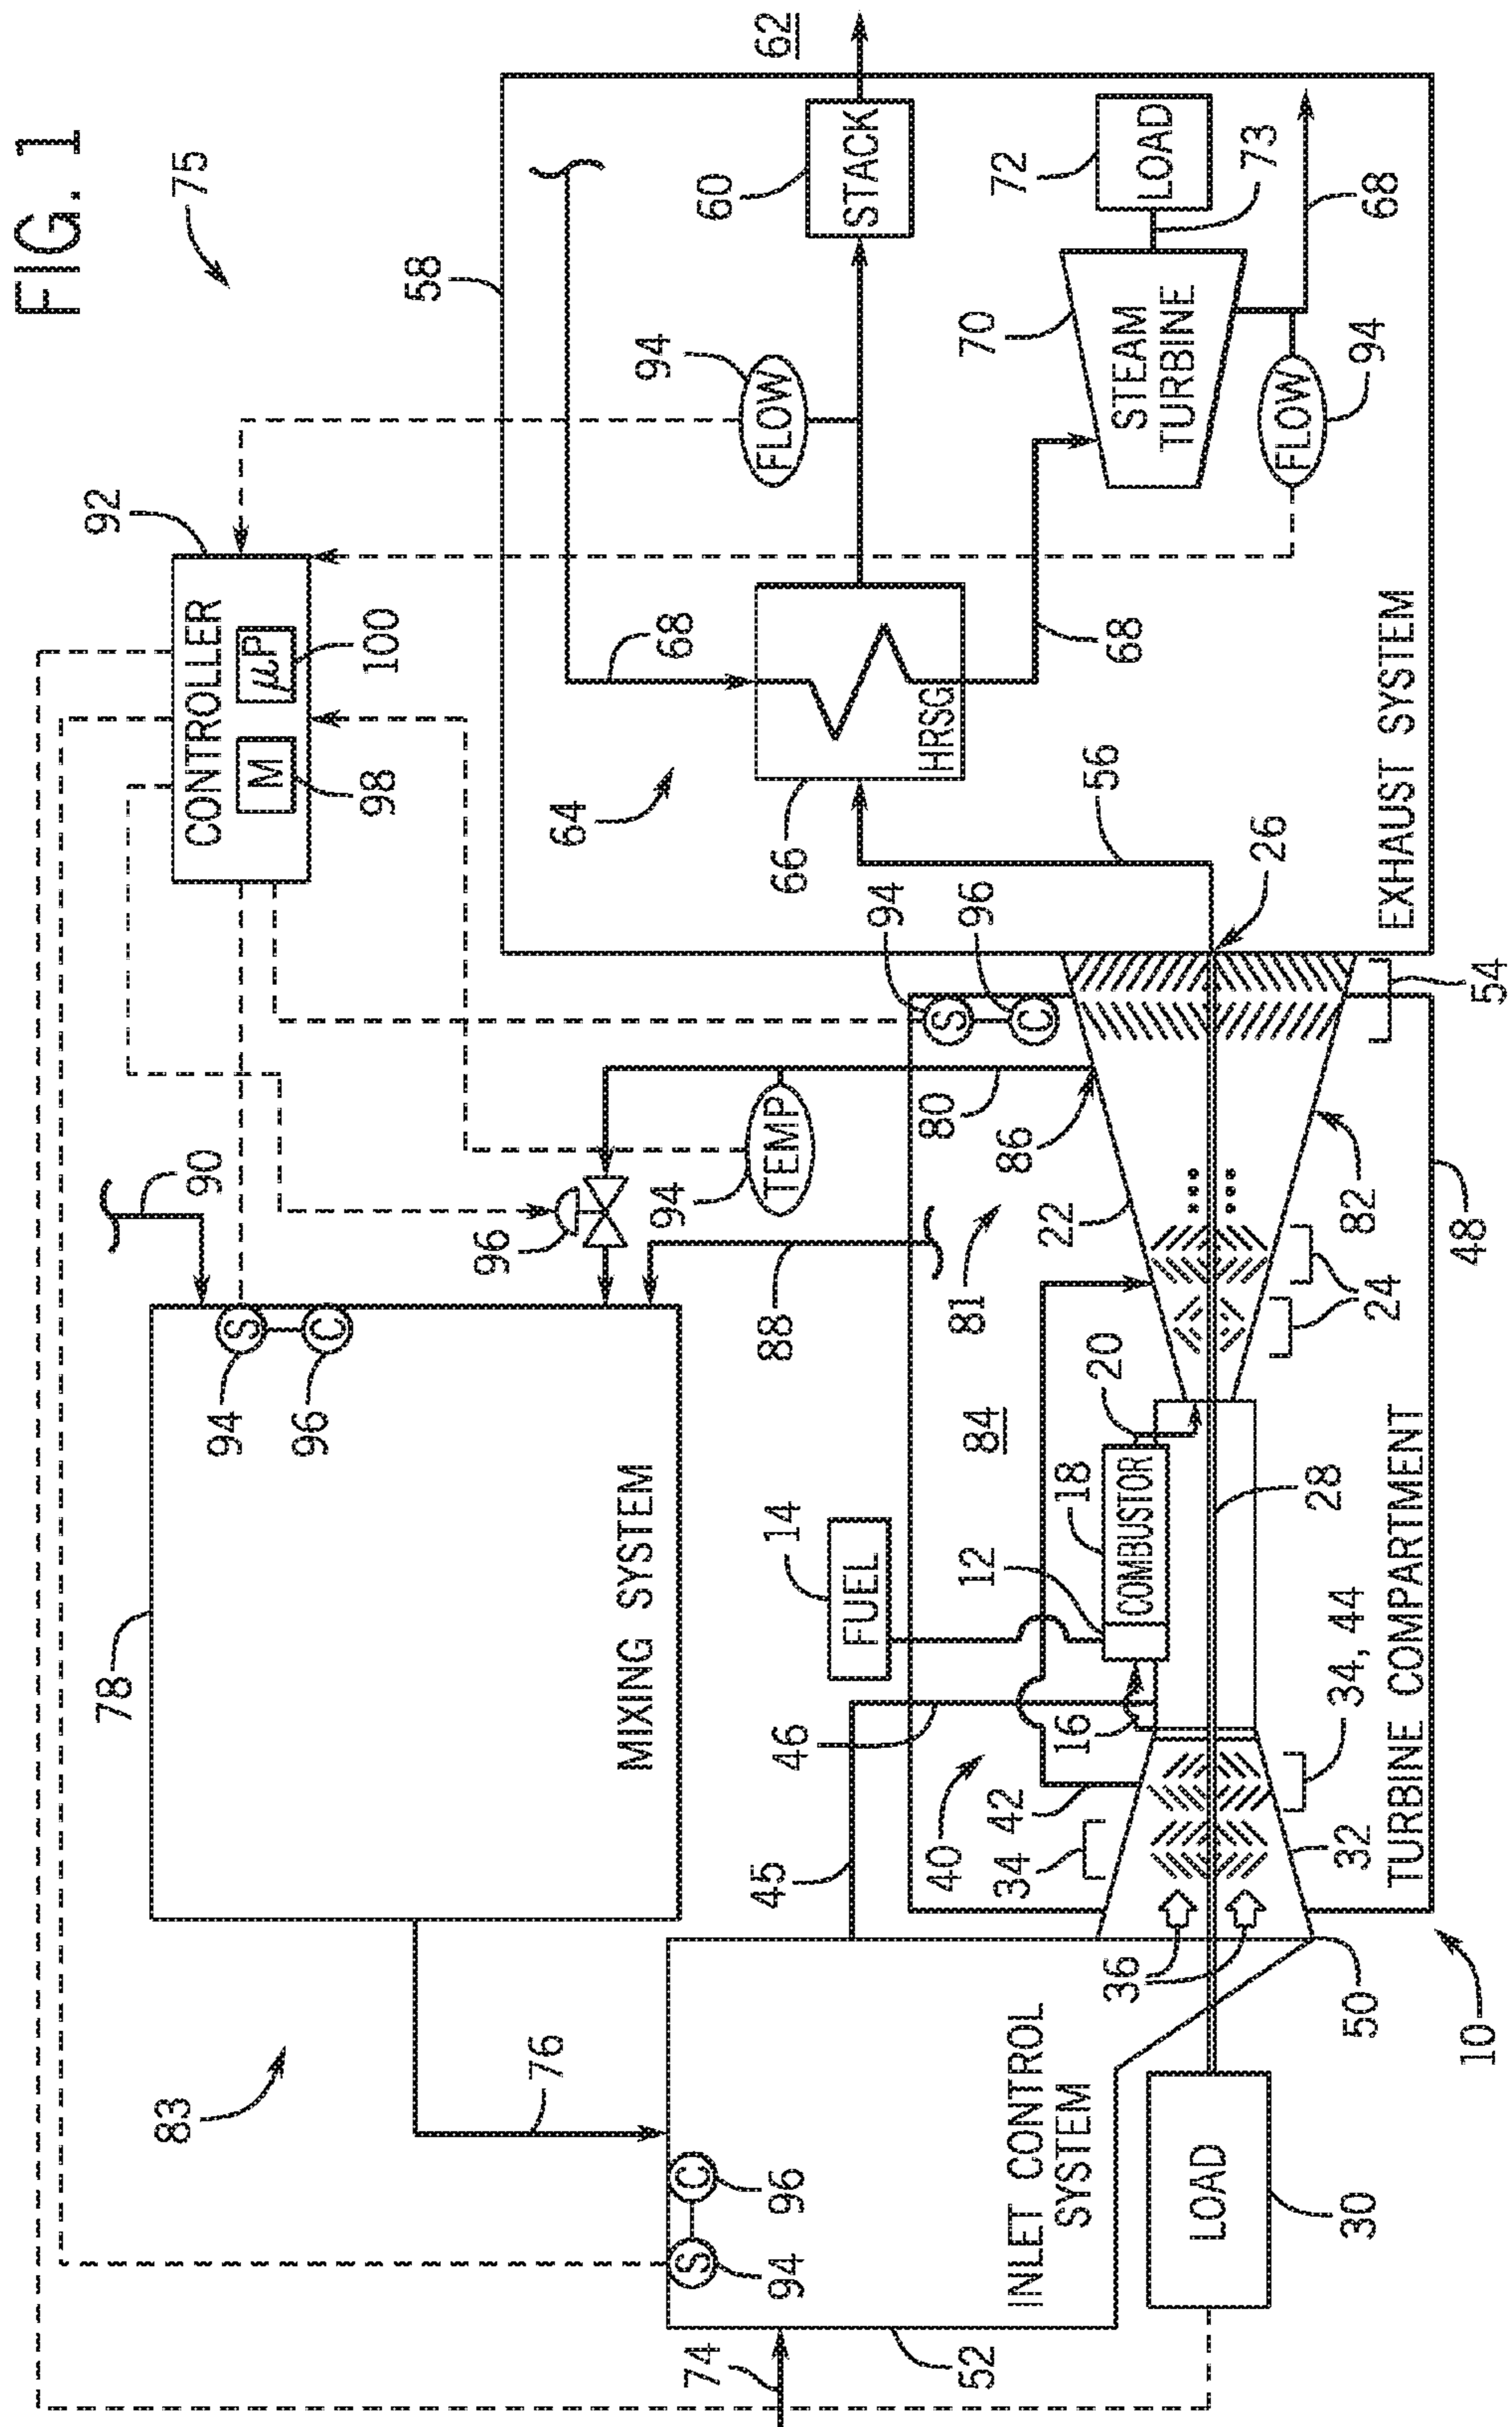 FIG. 1
75
83
92
CONTROLLER
M
μP
98
100
90
78
S
94
C
96
MIXING SYSTEM
76
96
94
TEMP
88
58
62
STACK
60
94
FLOW
68
64
66
HRSG
68
56
72
LOAD
73
70
STEAM
TURBINE
FLOW
94
68
26
EXHAUST SYSTEM
54
94
S
96
C
80
86
81
22
82
24
48
84
20
14
FUEL
12
18
COMBUSTOR
28
16
46
45
40
42
34
34, 44
32
TURBINE COMPARTMENT
36
50
10
S
94
C
96
INLET CONTROL
SYSTEM
74
52
LOAD
30